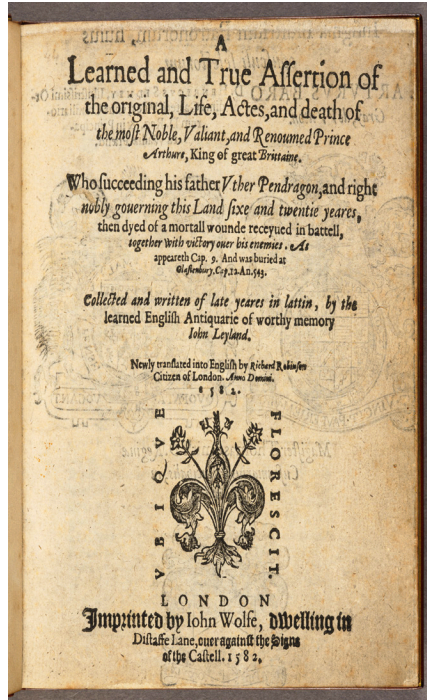 A
Learned and True Aſſertion of
the original, Life, Actes, and death of
the moſt Noble, Valiant, and Renoumed Prince
Arthure, King of great Brittaine.
Who ſucceeding his father Vther Pendragon, and right
nobly gouerning this Land ſixe and twentie yeares,
then dyed of a mortall wounde receyued in battell,
together with victory ouer his enemies. As
appeareth Cap. 9. And was buried at
Glaſtenbury. Cap. 12. An. 543.
Collected and written of late yeares in lattin, by the
learned Engliſh Antiquarie of worthy memory
Iohn Leyland.
Newly tranſlated into Engliſh by Richard Robinſon
Citizen of London. Anno Domini.
1582.
VBIQVE
FLORESCIT.
LONDON
Imprinted by Iohn Wolfe, dwelling in
Diſtaffe Lane, ouer againſt the Signe
of the Caſtell. 1582.